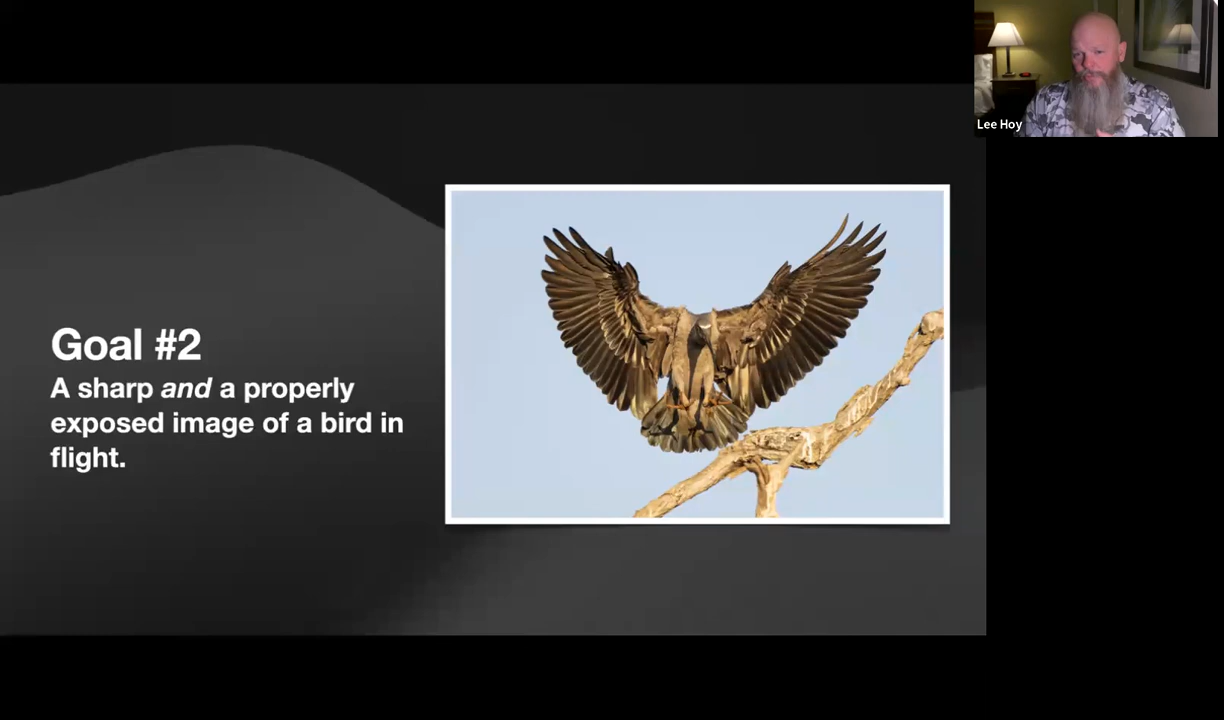 Lee Hoy
Goal #2
A sharp and a properly
exposed image of a bird in
flight.